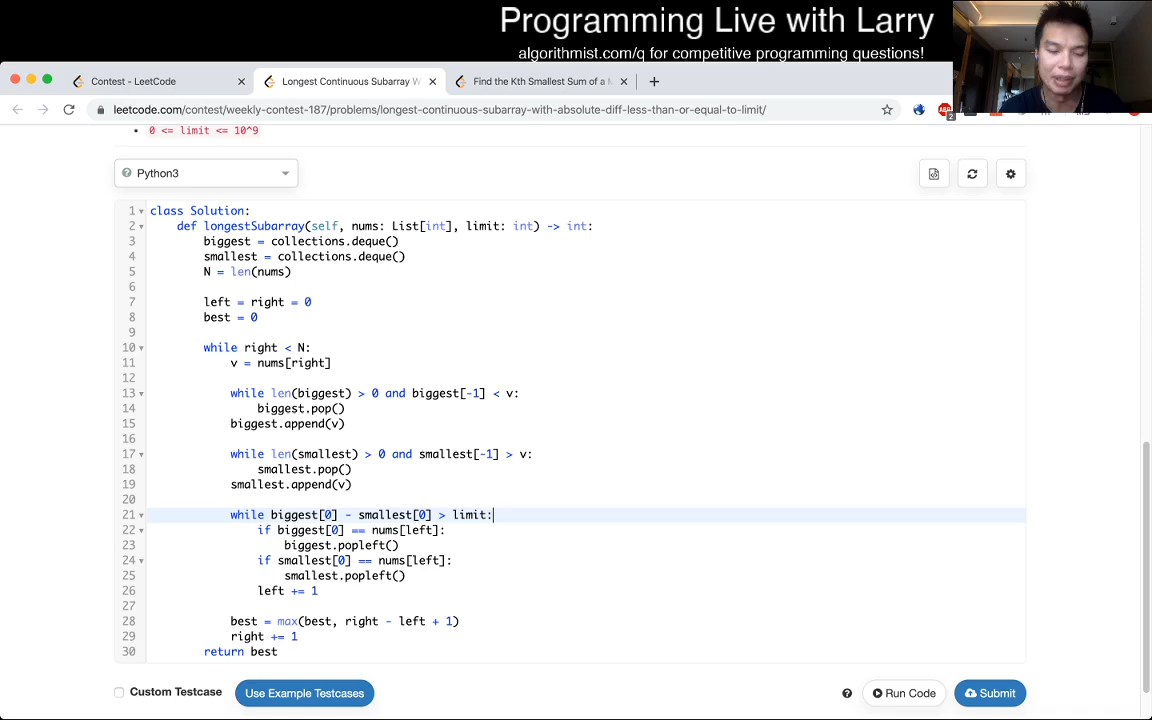 Programming Live with Larry
algorithmist.com/q for competitive programming questions!
Contest - LeetCode
Longest Continuous Subarray W
Find the Kth Smallest Sum of a M
leetcode.com/contest/weekly-contest-187/problems/longest-continuous-subarray-with-absolute-diff-less-than-or-equal-to-limit/
0 <= limit <= 10^9
Python3
1 class Solution:
2 def longestSubarray(self, nums: List[int], limit: int) -> int:
3 biggest = collections.deque()
4 smallest = collections.deque()
5 N = len(nums)
6
7 left = right = 0
8 best = 0
9
10 while right < N:
11 v = nums[right]
12
13 while len(biggest) > 0 and biggest[-1] < v:
14 biggest.pop()
15 biggest.append(v)
16
17 while len(smallest) > 0 and smallest[-1] > v:
18 smallest.pop()
19 smallest.append(v)
20
21 while biggest[0] - smallest[0] > limit:
22 if biggest[0] == nums[left]:
23 biggest.popleft()
24 if smallest[0] == nums[left]:
25 smallest.popleft()
26 left += 1
27
28 best = max(best, right - left + 1)
29 right += 1
30 return best
Custom Testcase
Use Example Testcases
Run Code
Submit